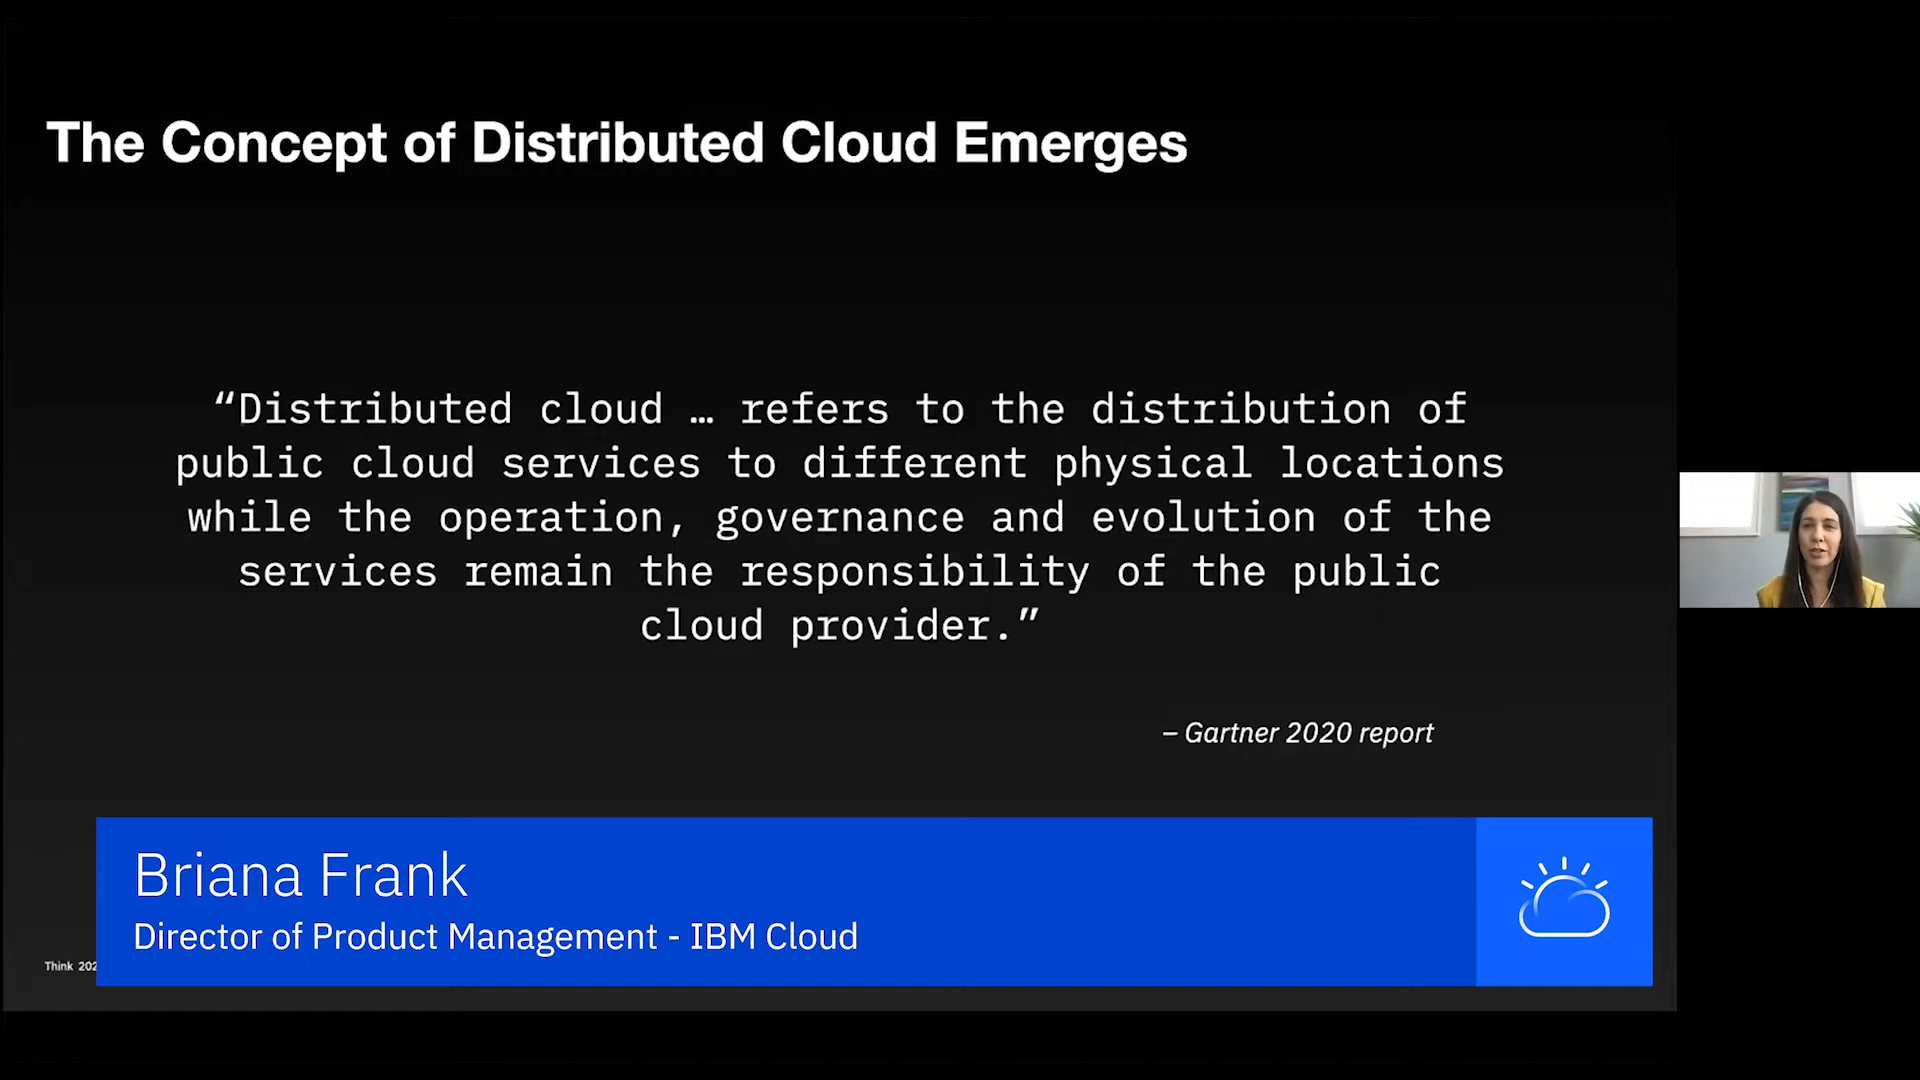 The Concept of Distributed Cloud Emerges
“Distributed cloud … refers to the distribution of
public cloud services to different physical locations
while the operation, governance and evolution of the
services remain the responsibility of the public
cloud provider.”
– Gartner 2020 report
Briana Frank
Director of Product Management - IBM Cloud
Think 202